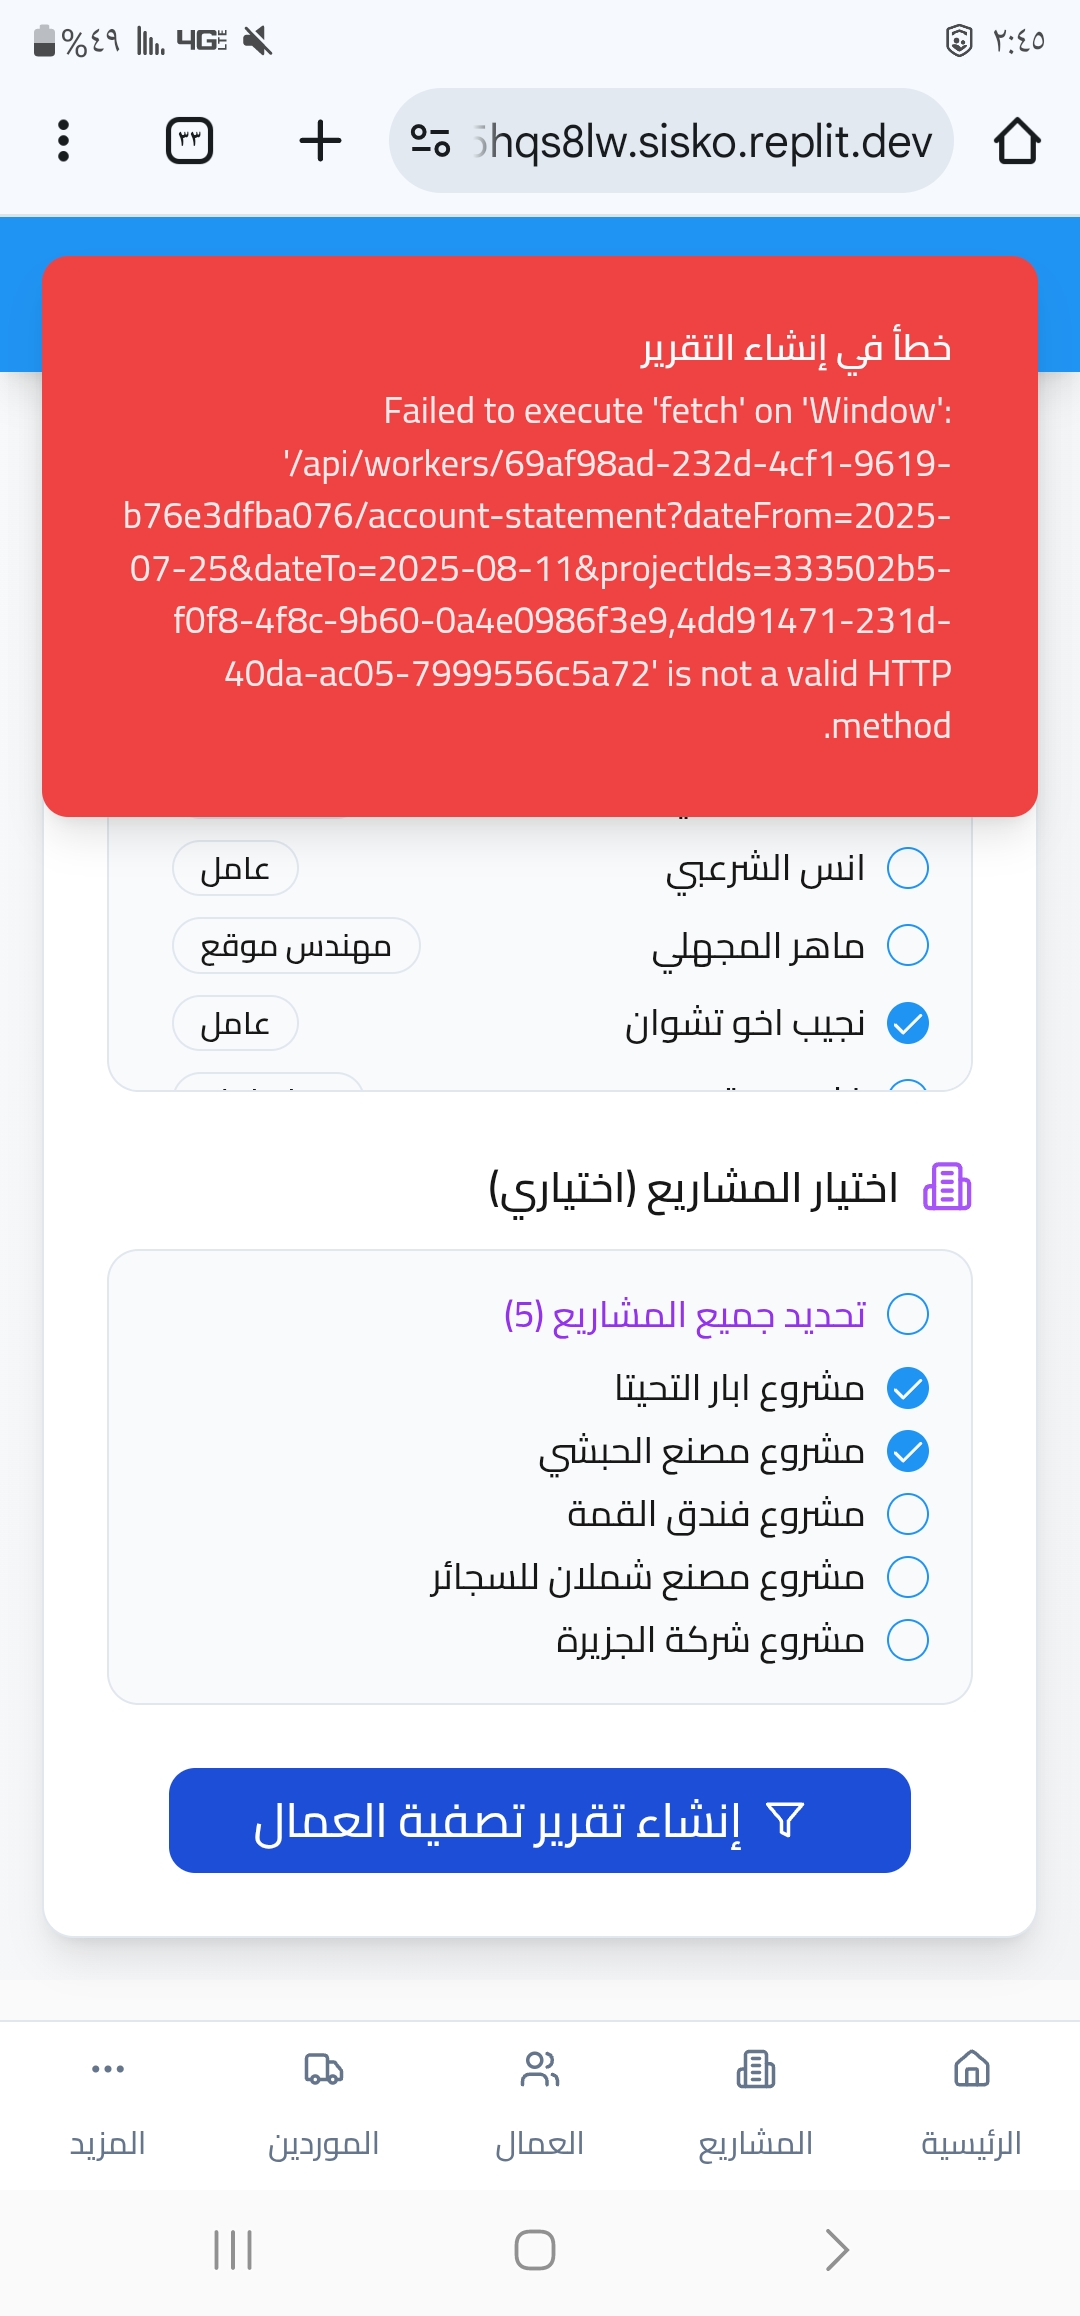 ٢:٤٥
%٤٩
4G LTE
5hqs8lw.sisko.replit.dev
٣٣
خطأ في إنشاء التقرير
Failed to execute 'fetch' on 'Window':
'/api/workers/69af98ad-232d-4cf1-9619-
b76e3dfba076/account-statement?dateFrom=2025-
07-25&dateTo=2025-08-11&projectIds=333502b5-
f0f8-4f8c-9b60-0a4e0986f3e9,4dd91471-231d-
40da-ac05-7999556c5a72' is not a valid HTTP
method.
انس الشرعبي عامل
ماهر المجهلي مهندس موقع
نجيب اخو تشوان عامل
اختيار المشاريع (اختياري)
تحديد جميع المشاريع (5)
مشروع ابار التحيتا
مشروع مصنع الحبشي
مشروع فندق القمة
مشروع مصنع شملان للسجائر
مشروع شركة الجزيرة
إنشاء تقرير تصفية العمال
الرئيسية المشاريع العمال الموردين المزيد